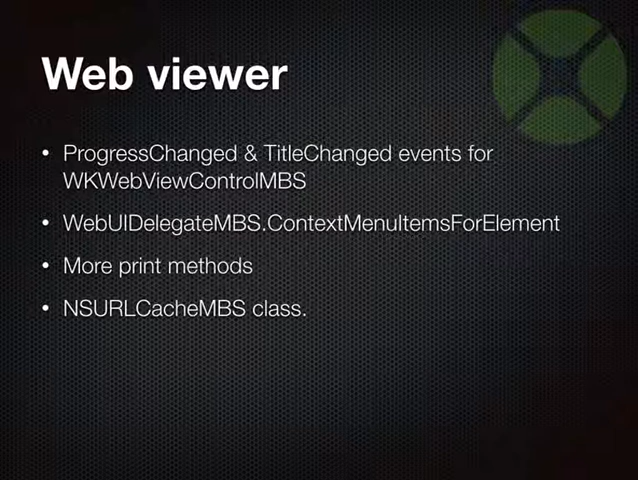 Web viewer
• ProgressChanged & TitleChanged events for
WKWebViewControlMBS
• WebUIDelegateMBS.ContextMenuItemsForElement
• More print methods
• NSURLCacheMBS class.